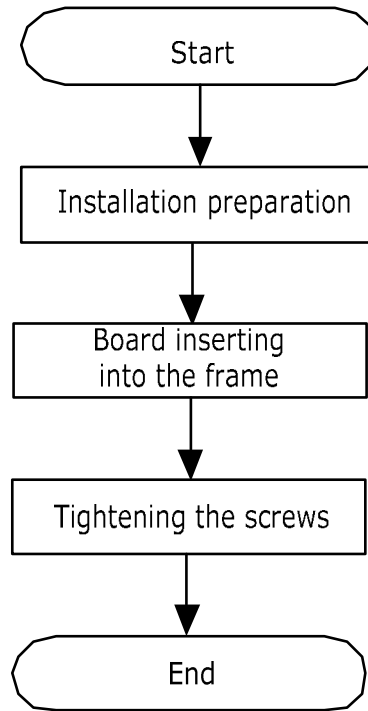 Start
Installation preparation
Board inserting
into the frame
Tightening the screws
End